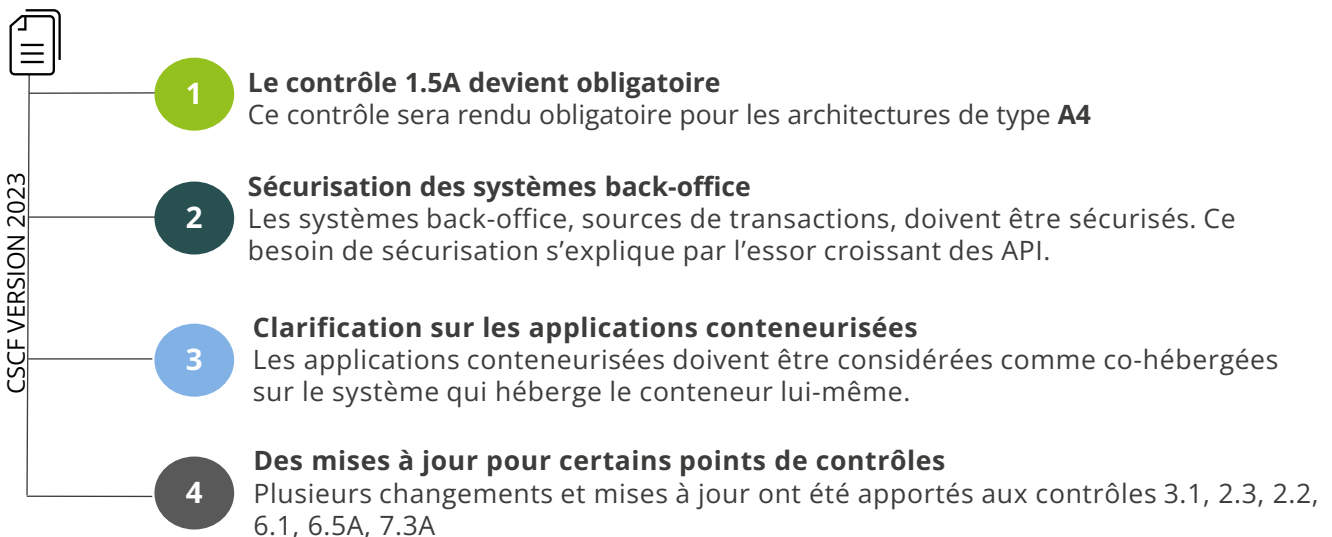 CSCF VERSION 2023
1
Le contrôle 1.5A devient obligatoire
Ce contrôle sera rendu obligatoire pour les architectures de type A4
2
Sécurisation des systèmes back-office
Les systèmes back-office, sources de transactions, doivent être sécurisés. Ce
besoin de sécurisation s’explique par l’essor croissant des API.
3
Clarification sur les applications conteneurisées
Les applications conteneurisées doivent être considérées comme co-hébergées
sur le système qui héberge le conteneur lui-même.
4
Des mises à jour pour certains points de contrôles
Plusieurs changements et mises à jour ont été apportés aux contrôles 3.1, 2.3, 2.2,
6.1, 6.5A, 7.3A